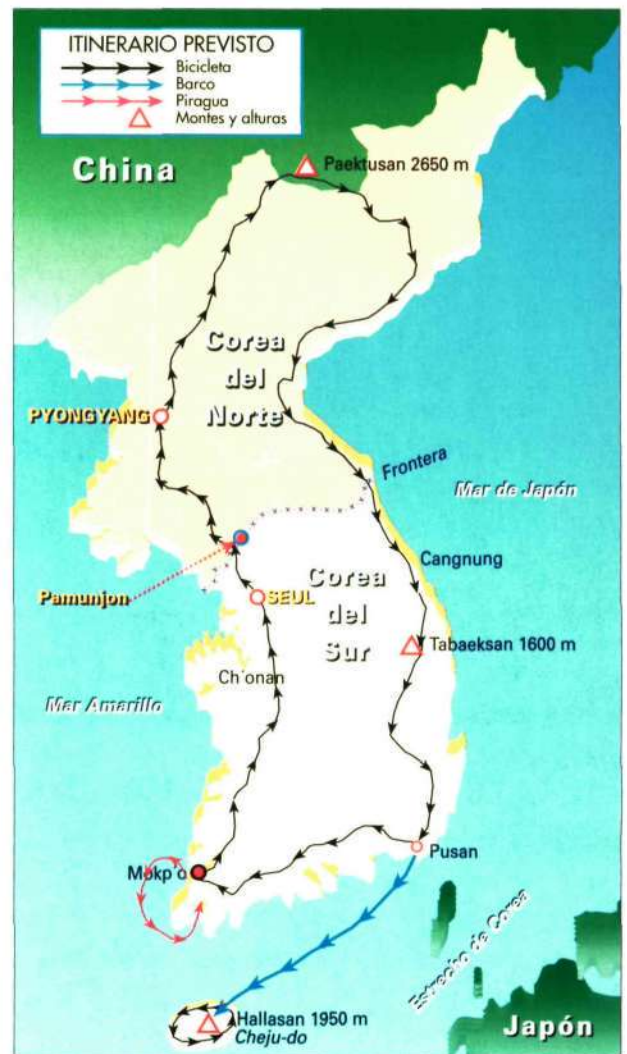 ITINERARIO PREVISTO
Bicicleta
Barco
Piragua
Montes y alturas
China
Paektusan 2650 m
Corea
del
Norte
PYONGYANG
Frontera
Mar de Japón
Cangnung
Pamunjon
SEUL
Corea
del
Sur
Tabaeksan 1600 m
Ch'onan
Mar Amarillo
Mokp'o
Pusan
Estrecho de Corea
Hallasan 1950 m
Cheju-do
Japón